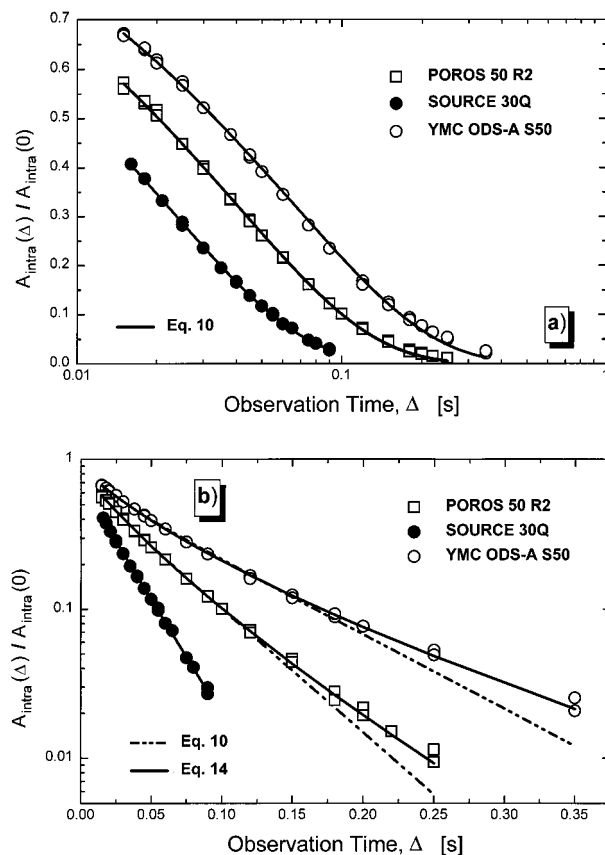 0.7
0.6
0.5
0.4
0.3
0.2
0.1
0.0
A_intra(Δ) / A_intra(0)
POROS 50 R2
SOURCE 30Q
YMC ODS-A S50
Eq. 10
a)
0.01
0.1
1
Observation Time, Δ [s]
1
0.1
0.01
A_intra(Δ) / A_intra(0)
b)
POROS 50 R2
SOURCE 30Q
YMC ODS-A S50
Eq. 10
Eq. 14
0.00 0.05 0.10 0.15 0.20 0.25 0.30 0.35
Observation Time, Δ [s]